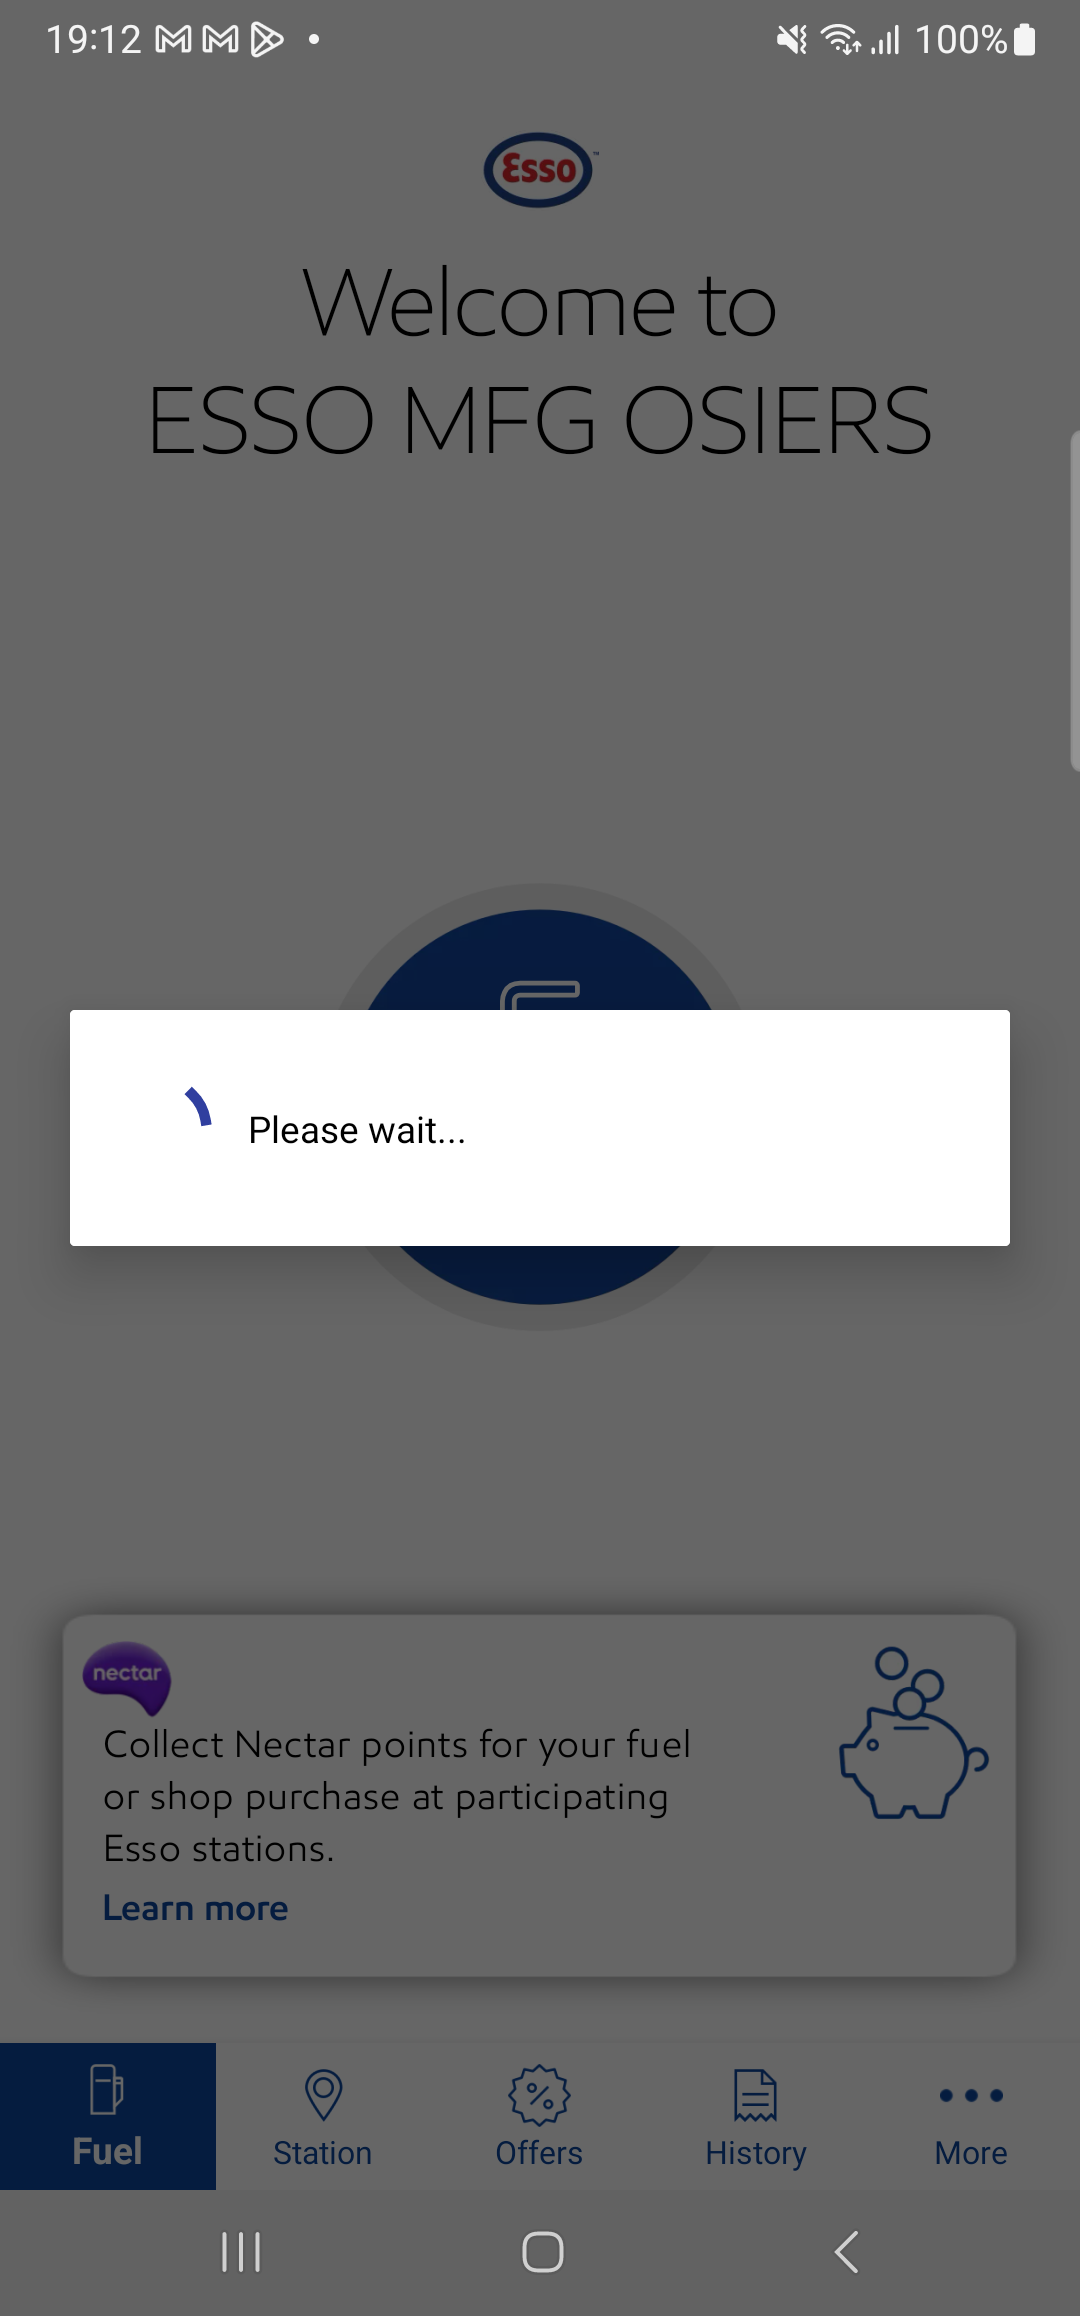 19:12
100%
Esso
Welcome to
ESSO MFG OSIERS
Please wait...
nectar
Collect Nectar points for your fuel
or shop purchase at participating
Esso stations.
Learn more
Fuel
Station
Offers
History
More